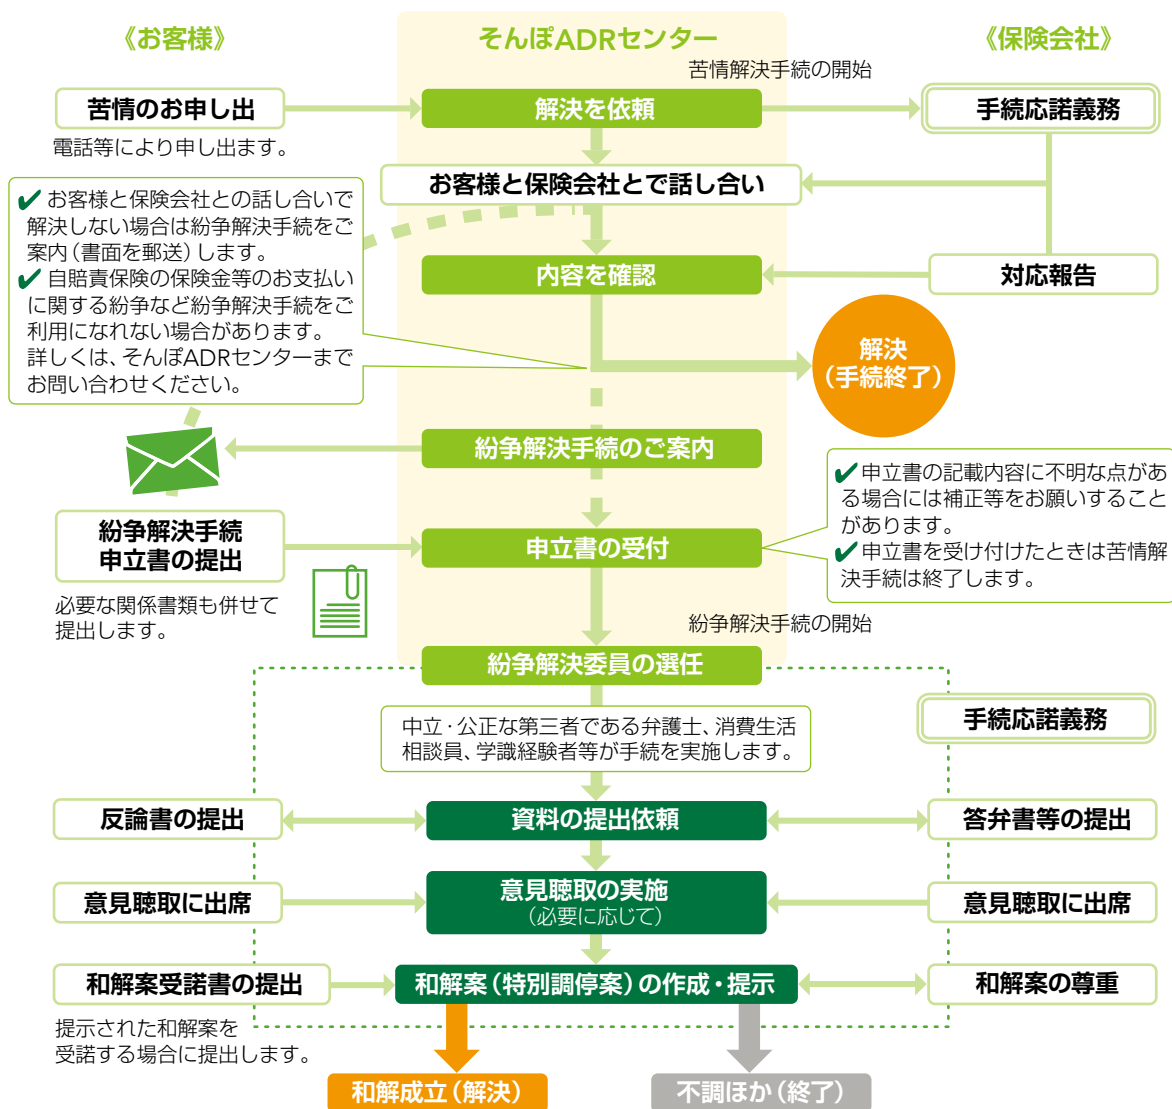 《お客様》
そんぽADRセンター
《保険会社》
苦情解決手続の開始
苦情のお申し出
解決を依頼
手続応諾義務
電話等により申し出ます。
お客様と保険会社とで話し合い
✔ お客様と保険会社との話し合いで
解決しない場合は紛争解決手続をご
案内（書面を郵送）します。
✔ 自賠責保険の保険金等のお支払い
に関する紛争など紛争解決手続をご
利用になれない場合があります。
詳しくは、そんぽADRセンターまで
お問い合わせください。
内容を確認
対応報告
解決
（手続終了）
紛争解決手続のご案内
✔ 申立書の記載内容に不明な点があ
る場合には補正等をお願いすること
があります。
✔ 申立書を受け付けたときは苦情解
決手続は終了します。
紛争解決手続
申立書の提出
申立書の受付
必要な関係書類も併せて
提出します。
紛争解決手続の開始
紛争解決委員の選任
手続応諾義務
中立・公正な第三者である弁護士、消費生活
相談員、学識経験者等が手続を実施します。
反論書の提出
資料の提出依頼
答弁書等の提出
意見聴取に出席
意見聴取の実施
（必要に応じて）
意見聴取に出席
和解案受諾書の提出
和解案（特別調停案）の作成・提示
和解案の尊重
提示された和解案を
受諾する場合に提出します。
和解成立（解決）
不調ほか（終了）